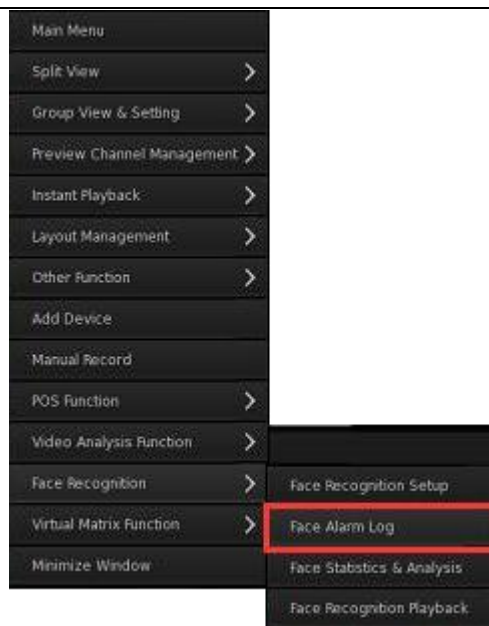 Main Menu
Split View
Group View & Setting
Preview Channel Management
Instant Playback
Layout Management
Other Function
Add Device
Manual Record
POS Function
Video Analysis Function
Face Recognition
Virtual Matrix Function
Minimize Window
Face Recognition Setup
Face Alarm Log
Face Statistics & Analysis
Face Recognition Playback